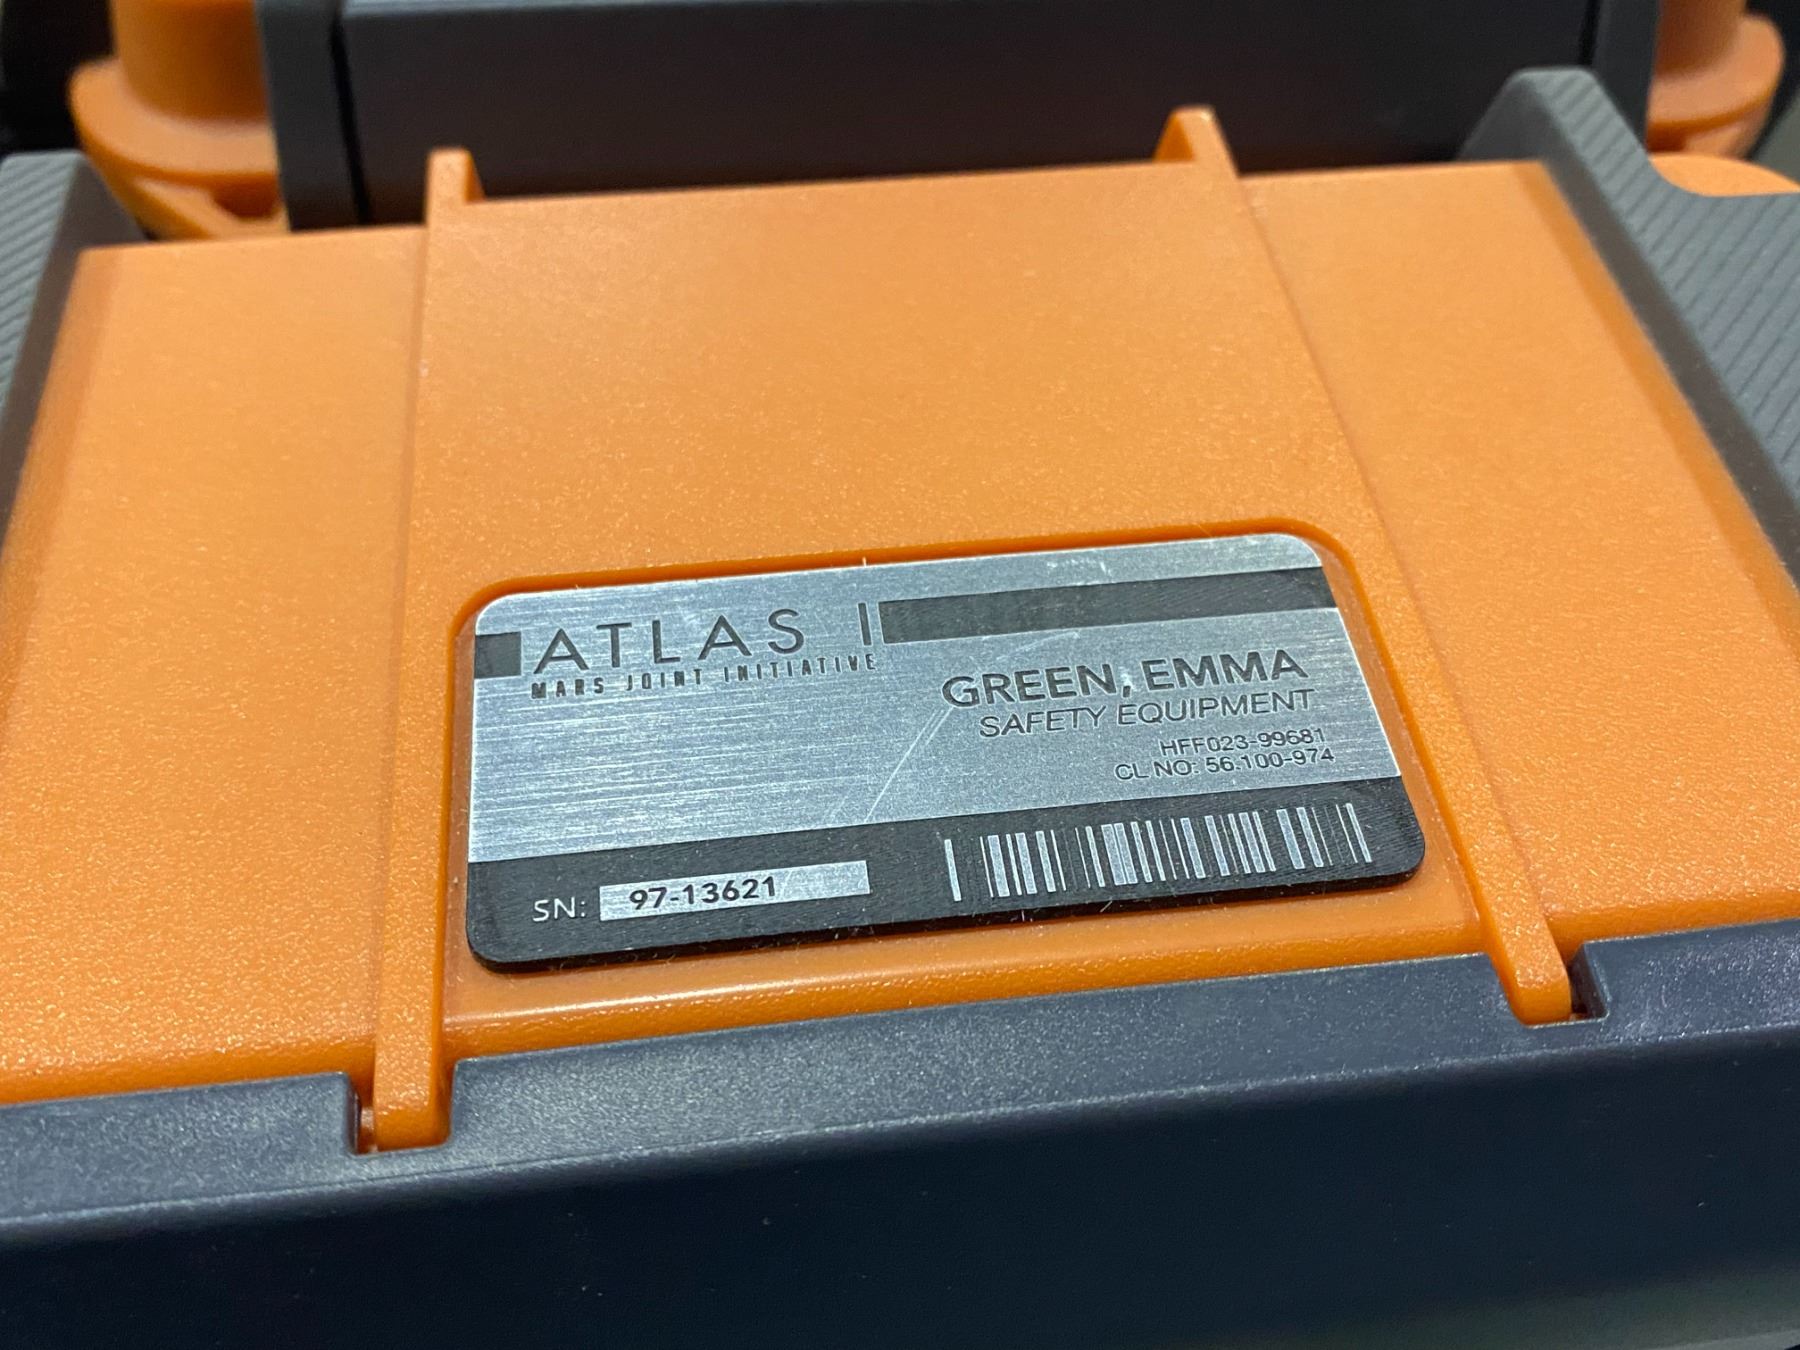 ATLAS I
MARS JOINT INITIATIVE
GREEN, EMMA
SAFETY EQUIPMENT
HFF023-99681
CL NO: 56.100-974
SN: 97-13621